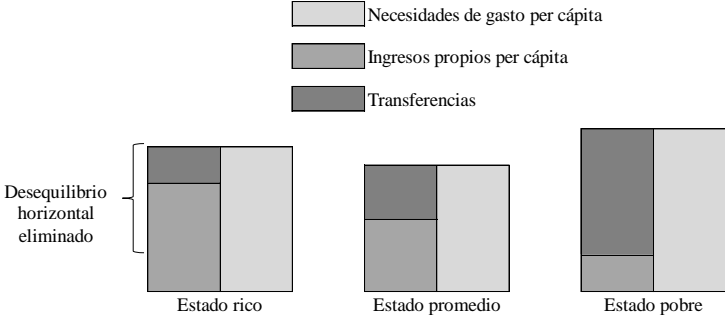 Necesidades de gasto per cápita
Ingresos propios per cápita
Transferencias
Desequilibrio
horizontal
eliminado
Estado rico
Estado promedio
Estado pobre